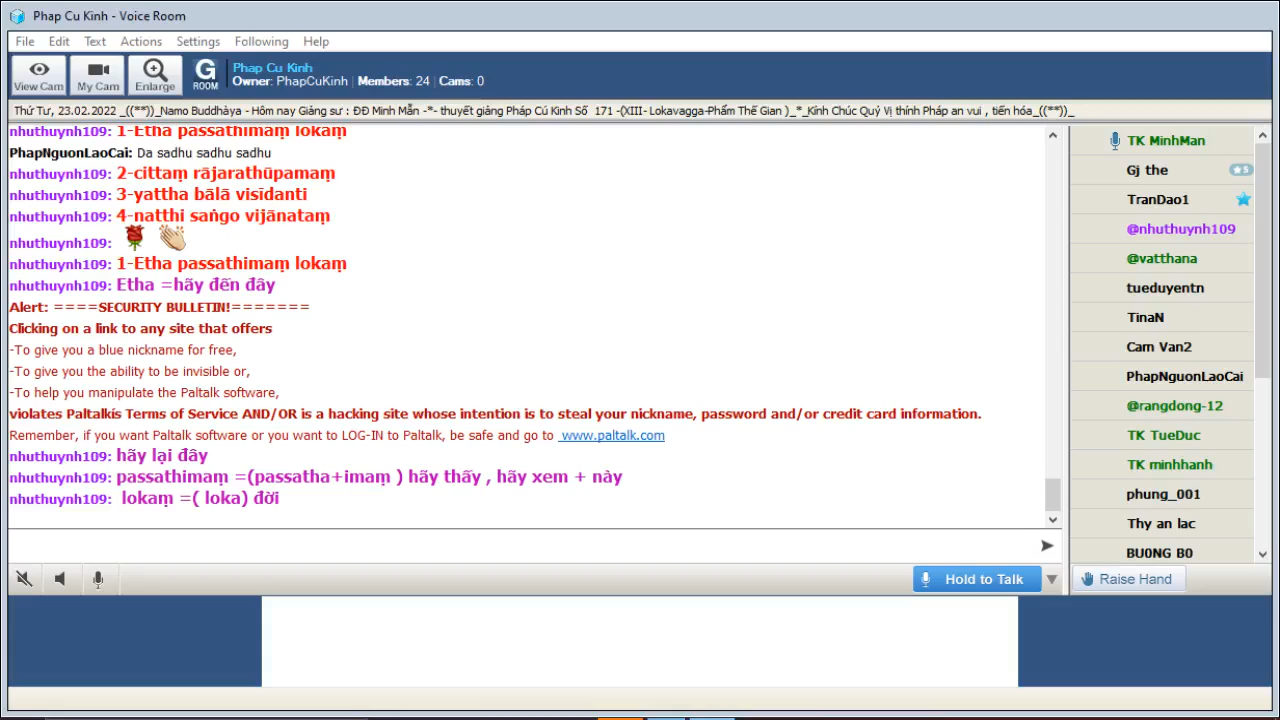 Phap Cu Kinh - Voice Room
File Edit Text Actions Settings Following Help
View Cam My Cam Enlarge G ROOM
Phap Cu Kinh
Owner: PhapCuKinh | Members: 24 | Cams: 0
Thứ Tư, 23.02.2022 _((**))_Namo Buddhàya - Hôm nay Giảng sư : ĐĐ Minh Mẫn -*- thuyết giảng Pháp Cú Kinh Số 171 -(XIII- Lokavagga-Phẩm Thế Gian )_*_Kính Chúc Quý Vị thính Pháp an vui , tiến hóa_((**))_
nhuthuynh109: 1-Etha passathimaṃ lokaṃ
PhapNguonLaoCai: Da sadhu sadhu sadhu
nhuthuynh109: 2-cittaṃ rājarathūpamaṃ
nhuthuynh109: 3-yattha bālā visīdanti
nhuthuynh109: 4-natthi saṅgo vijānataṃ
nhuthuynh109:
nhuthuynh109: 1-Etha passathimaṃ lokaṃ
nhuthuynh109: Etha =hãy đến đây
Alert: ====SECURITY BULLETIN!=======
Clicking on a link to any site that offers
-To give you a blue nickname for free,
-To give you the ability to be invisible or,
-To help you manipulate the Paltalk software,
violates Paltalkís Terms of Service AND/OR is a hacking site whose intention is to steal your nickname, password and/or credit card information.
Remember, if you want Paltalk software or you want to LOG-IN to Paltalk, be safe and go to www.paltalk.com
nhuthuynh109: hãy lại đây
nhuthuynh109: passathimaṃ =(passatha+imaṃ ) hãy thấy , hãy xem + này
nhuthuynh109: lokaṃ =( loka) đời
TK MinhMan
Gj the
TranDao1
@nhuthuynh109
@vatthana
tueduyentn
TinaN
Cam Van2
PhapNguonLaoCai
@rangdong-12
TK TueDuc
TK minhhanh
phung_001
Thy an lac
BU0NG B0
Hold to Talk
Raise Hand